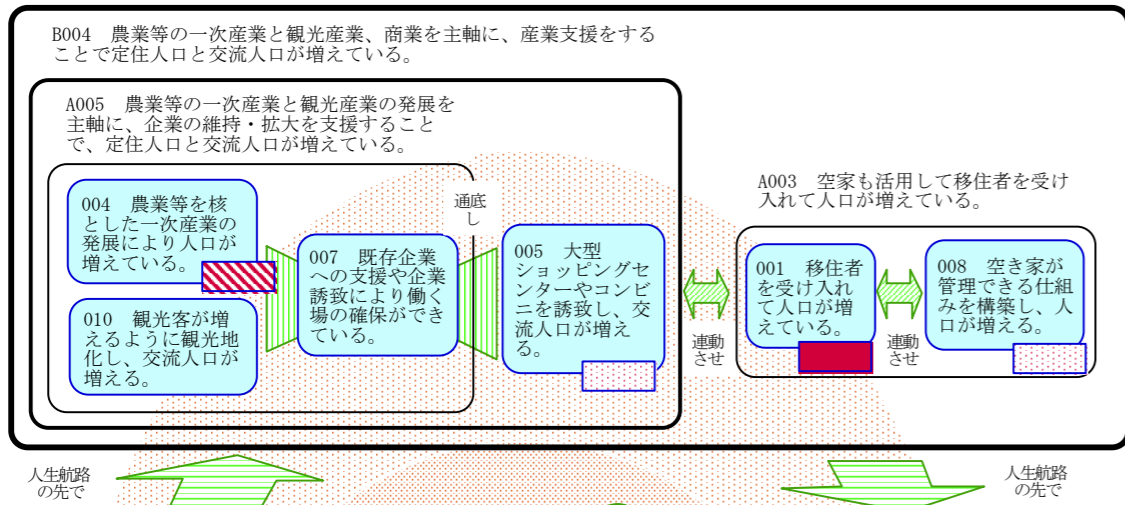 B004　農業等の一次産業と観光産業、商業を主軸に、産業支援をする
ことで定住人口と交流人口が増えている。
A005　農業等の一次産業と観光産業の発展を
主軸に、企業の維持・拡大を支援すること
で、定住人口と交流人口が増えている。
004　農業等を核
とした一次産業の
発展により人口が
増えている。
010　観光客が増
えるように観光地
化し、交流人口が
増える。
007　既存企業
への支援や企業
誘致により働く
場の確保ができ
ている。
通底
し
005　大型
ショッピングセ
ンターやコンビ
ニを誘致し、交
流人口が増え
る。
連動
させ
A003　空家も活用して移住者を受け
入れて人口が増えている。
001　移住者
を受け入れ
て人口が増
えている。
連動
させ
008　空き家が
管理できる仕組
みを構築し、人
口が増える。
人生航路
の先で
人生航路
の先で